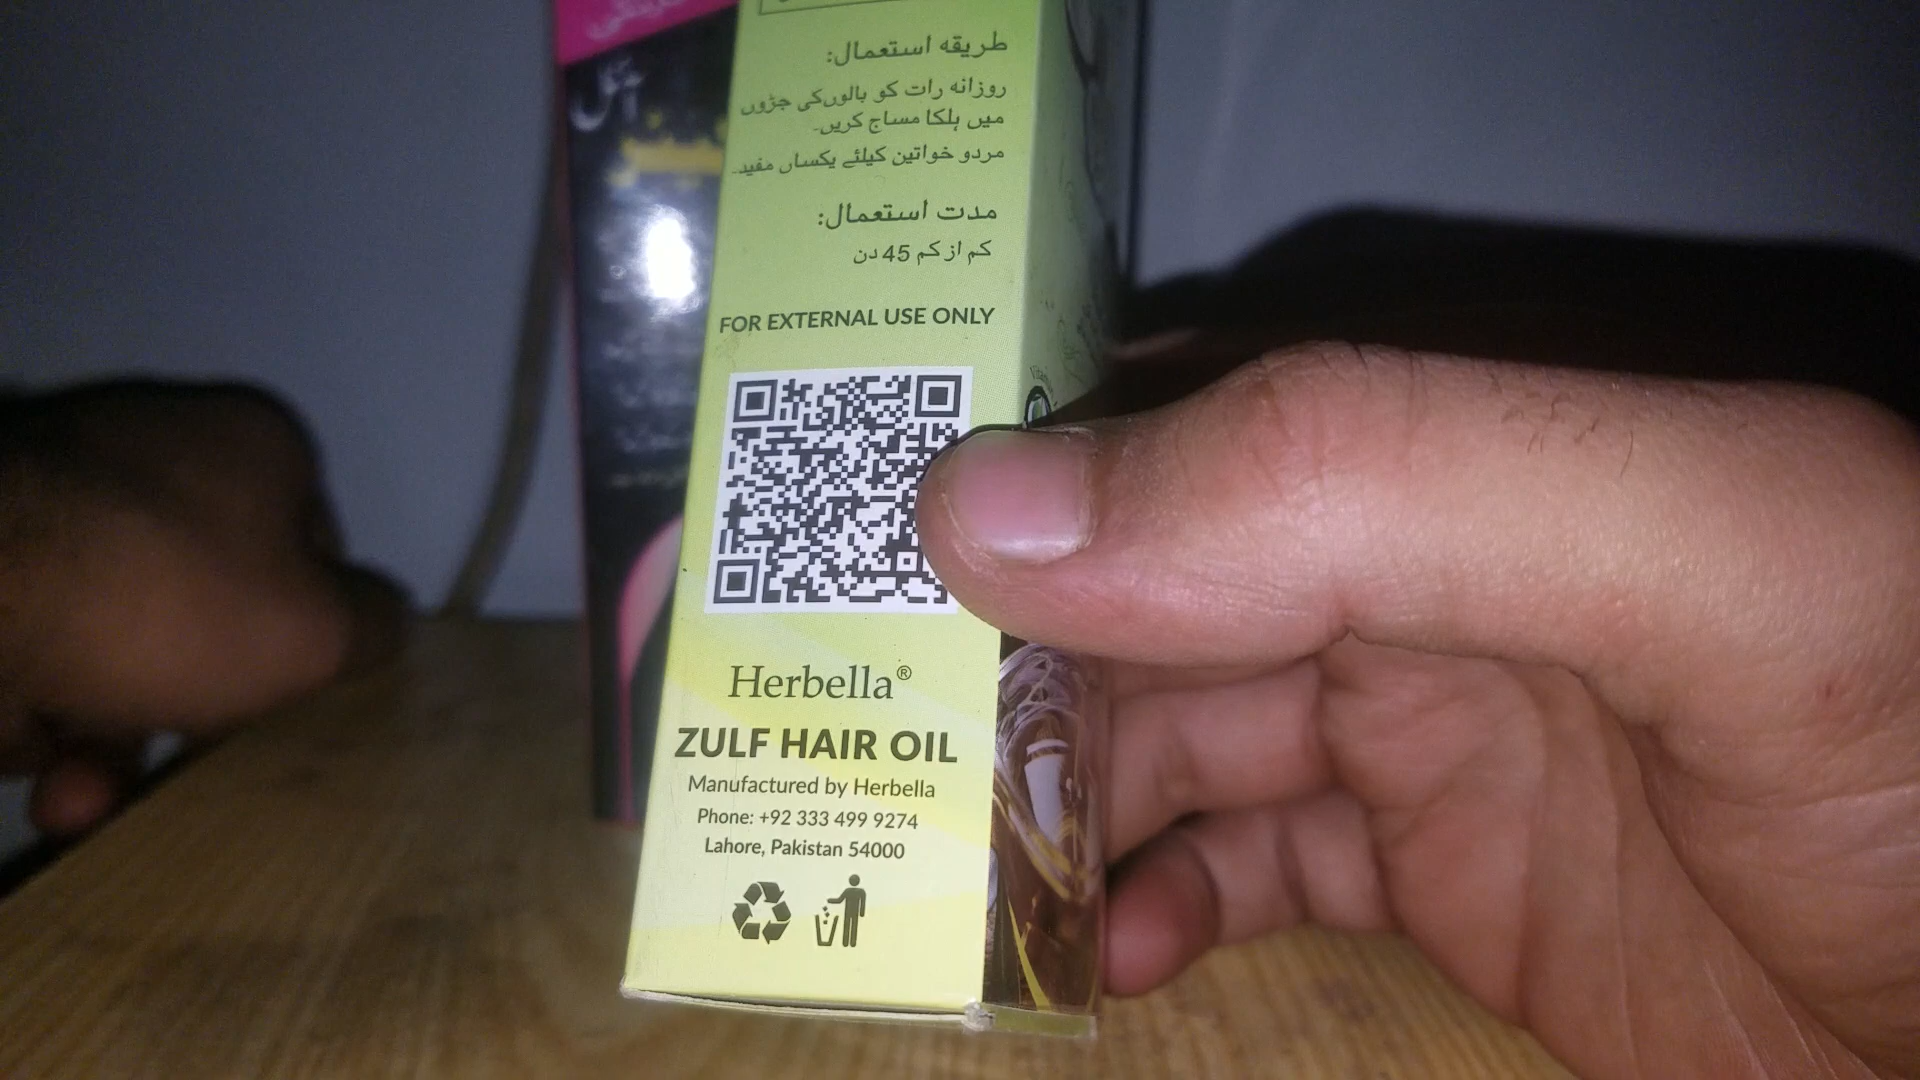 طریقہ استعمال:
روزانہ رات کو بالوں کی جڑوں
میں ہلکا مساج کریں۔
مردو خواتین کیلئے یکساں مفید۔
مدت استعمال:
کم از کم 45 دن
FOR EXTERNAL USE ONLY
Herbella®
ZULF HAIR OIL
Manufactured by Herbella
Phone: +92 333 499 9274
Lahore, Pakistan 54000